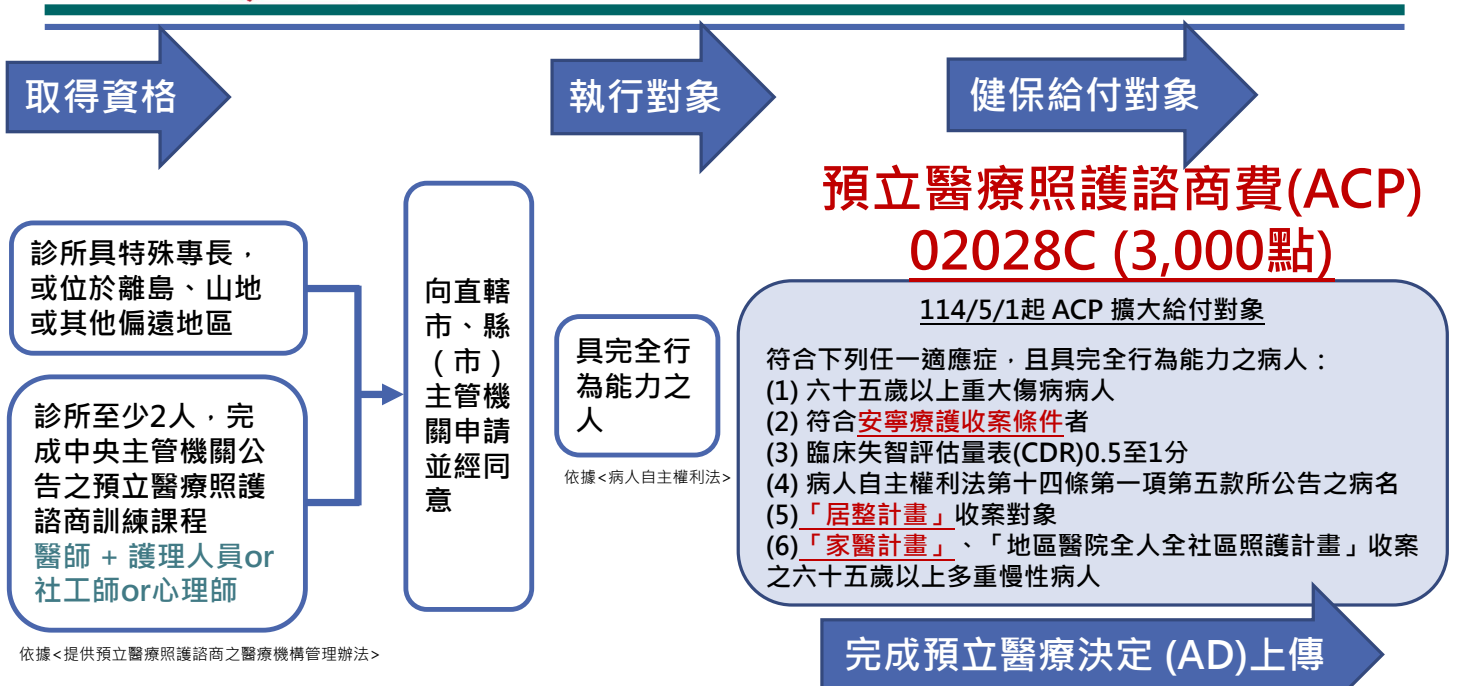 取得資格
執行對象
健保給付對象
預立醫療照護諮商費(ACP)
02028C (3,000點)
診所具特殊專長，
或位於離島、山地
或其他偏遠地區
診所至少2人，完
成中央主管機關公
告之預立醫療照護
諮商訓練課程
醫師 + 護理人員or
社工師or心理師
依據<提供預立醫療照護諮商之醫療機構管理辦法>
向直轄
市、縣
（市）
主管機
關申請
並經同
意
具完全行
為能力之
人
依據<病人自主權利法>
114/5/1起 ACP 擴大給付對象
符合下列任一適應症，且具完全行為能力之病人：
(1) 六十五歲以上重大傷病病人
(2) 符合安寧療護收案條件者
(3) 臨床失智評估量表(CDR)0.5至1分
(4) 病人自主權利法第十四條第一項第五款所公告之病名
(5)「居整計畫」收案對象
(6)「家醫計畫」、「地區醫院全人全社區照護計畫」收案
之六十五歲以上多重慢性病人
完成預立醫療決定 (AD)上傳